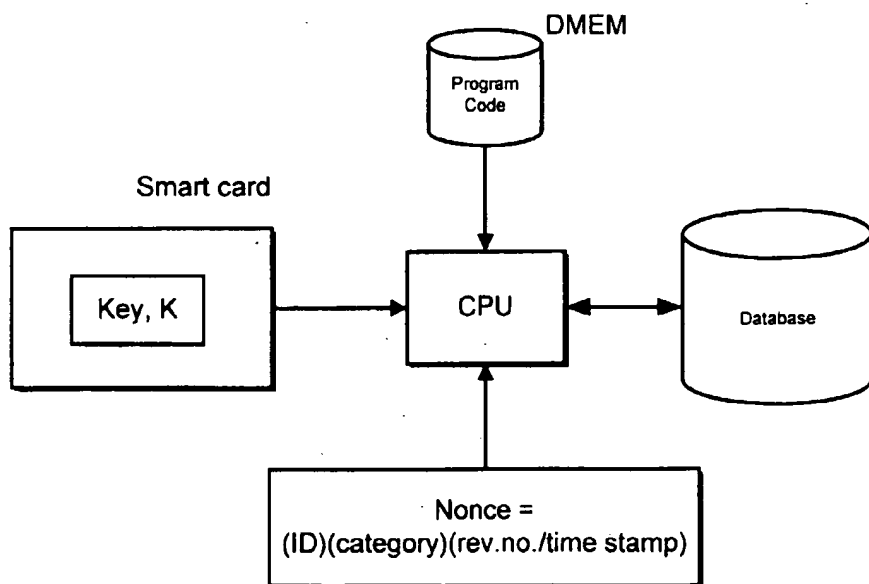 DMEM
Program
Code
Smart card
Key, K
CPU
Database
Nonce =
(ID)(category)(rev.no./time stamp)